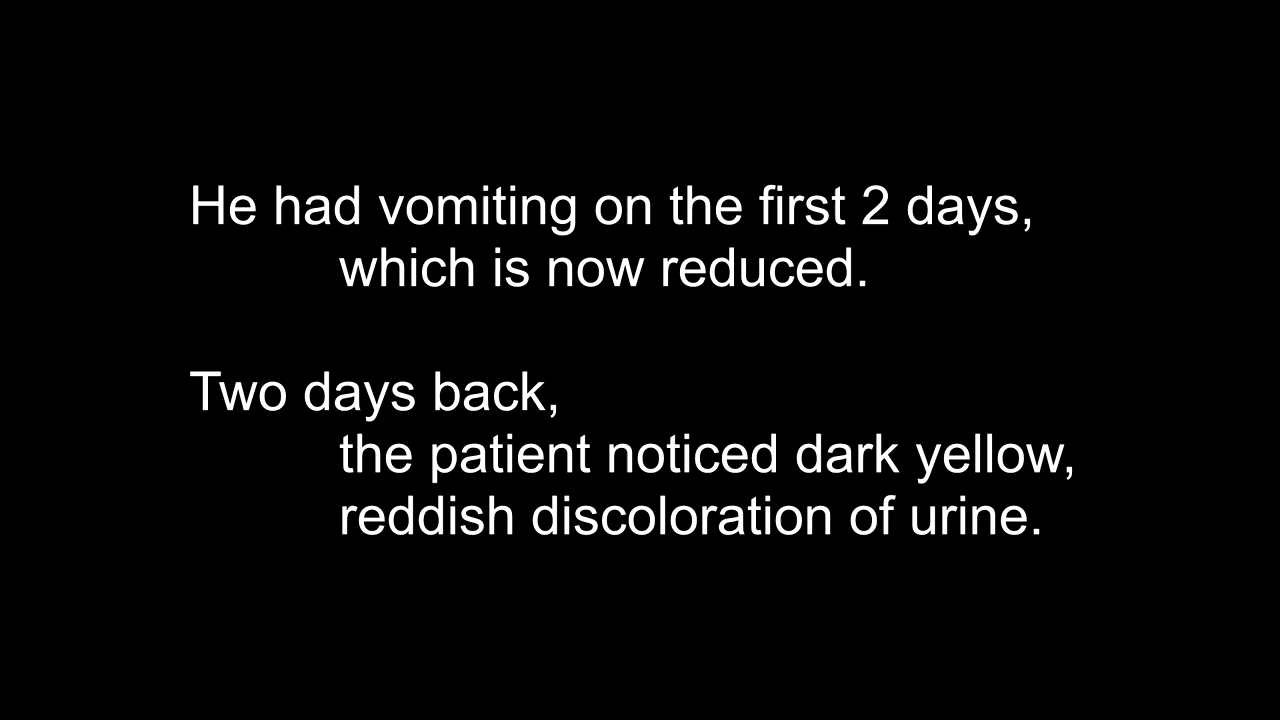 He had vomiting on the first 2 days,
which is now reduced.
Two days back,
the patient noticed dark yellow,
reddish discoloration of urine.